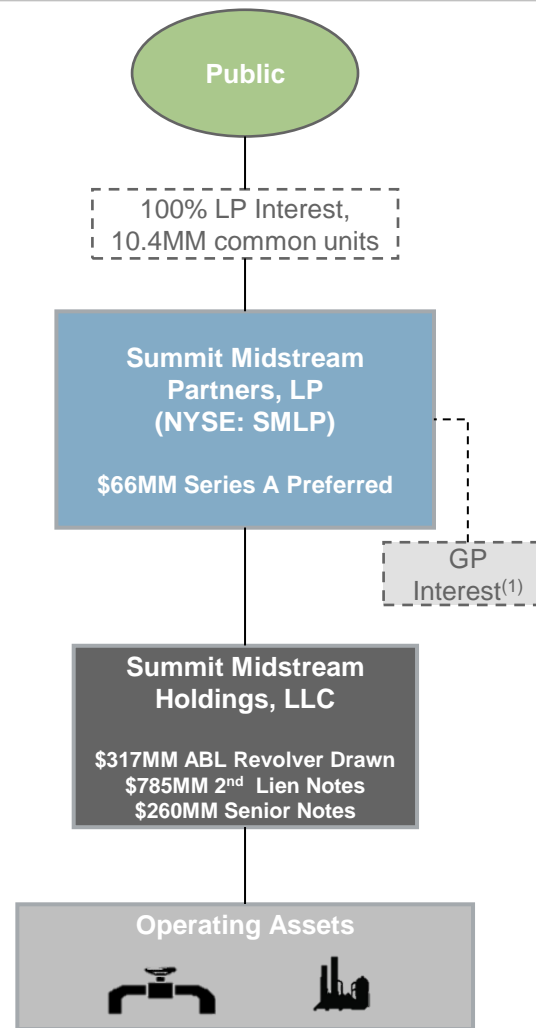 Public
100% LP Interest,
10.4MM common units
Summit Midstream
Partners, LP
(NYSE: SMLP)
$66MM Series A Preferred
GP
Interest(1)
Summit Midstream
Holdings, LLC
$317MM ABL Revolver Drawn
$785MM 2nd Lien Notes
$260MM Senior Notes
Operating Assets